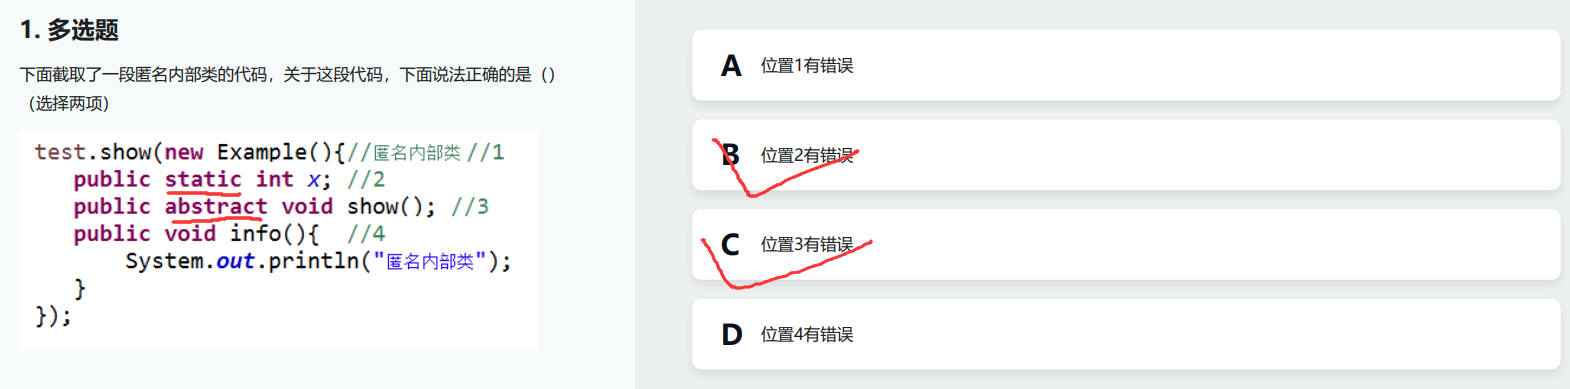 1. 多选题
下面截取了一段匿名内部类的代码，关于这段代码，下面说法正确的是（）
（选择两项）
test.show(new Example(){//匿名内部类 //1
public static int x; //2
public abstract void show(); //3
public void info(){ //4
System.out.println("匿名内部类");
}
});
A 位置1有错误
B 位置2有错误
C 位置3有错误
D 位置4有错误